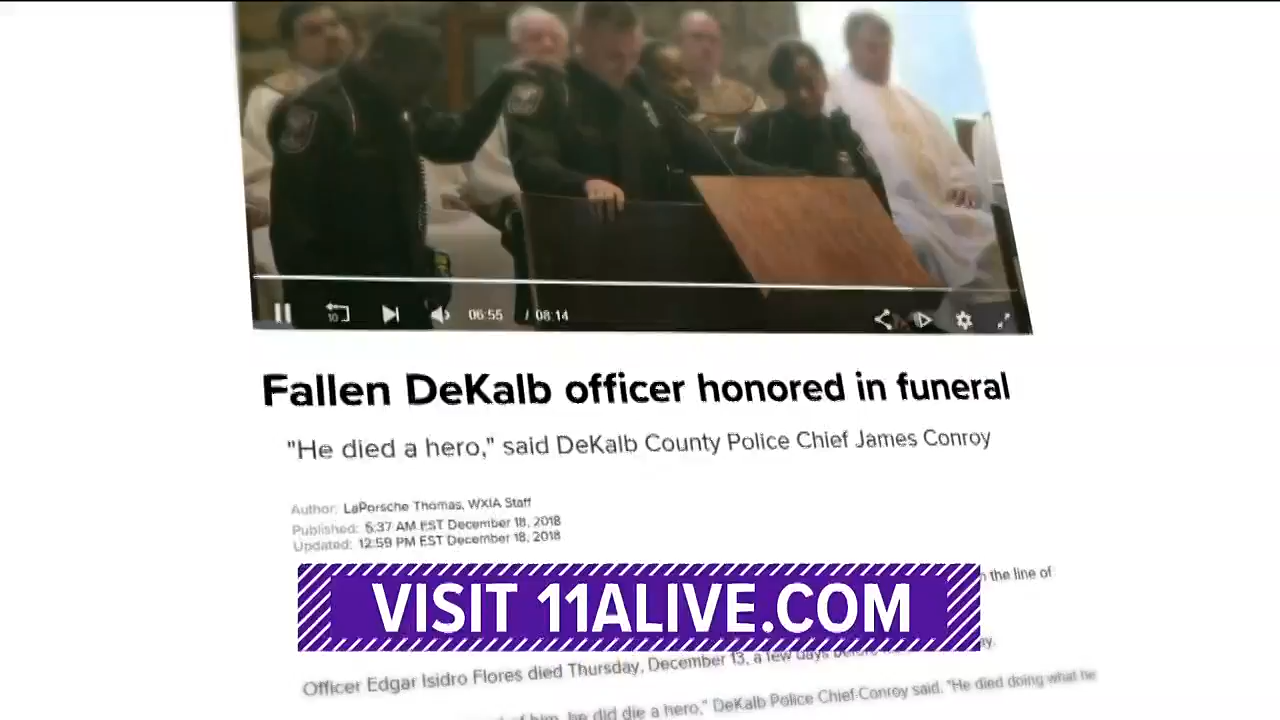 10
06:55 / 08:14
Fallen DeKalb officer honored in funeral
"He died a hero," said DeKalb County Police Chief James Conroy
Author: LaPorsche Thomas, WXIA Staff
Published: 5:37 AM EST December 18, 2018
Updated: 12:59 PM EST December 18, 2018
the line of
VISIT 11ALIVE.COM
Officer Edgar Isidro Flores died Thursday, December 13, a few days
of him, he did die a hero," DeKalb Police Chief Conroy said. "He died doing what he